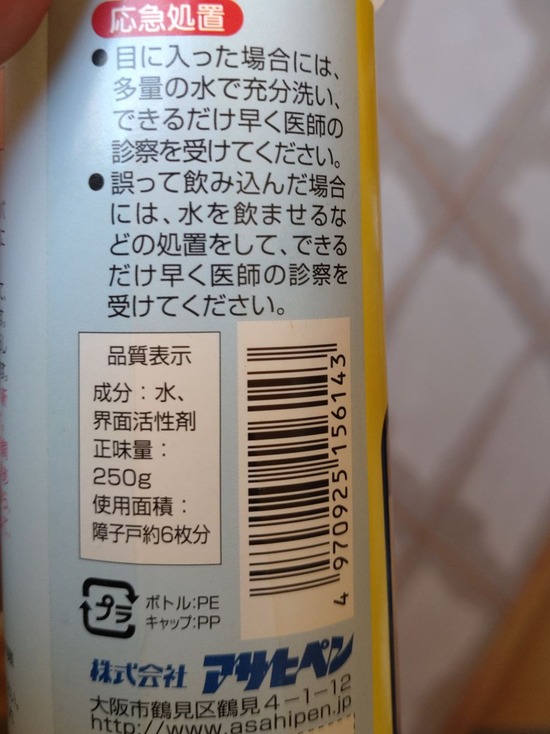 応急処置
●目に入った場合には、
多量の水で充分洗い、
できるだけ早く医師の
診察を受けてください。
●誤って飲み込んだ場合
には、水を飲ませるな
どの処置をして、できる
だけ早く医師の診察を
受けてください。
品質表示
成分：水、
界面活性剤
正味量：
250g
使用面積：
障子戸約6枚分
4 970925 156143
プラ
ボトル:PE
キャップ:PP
株式会社 アサヒペン
大阪市鶴見区鶴見4-1-12
http://www.asahipen.jp